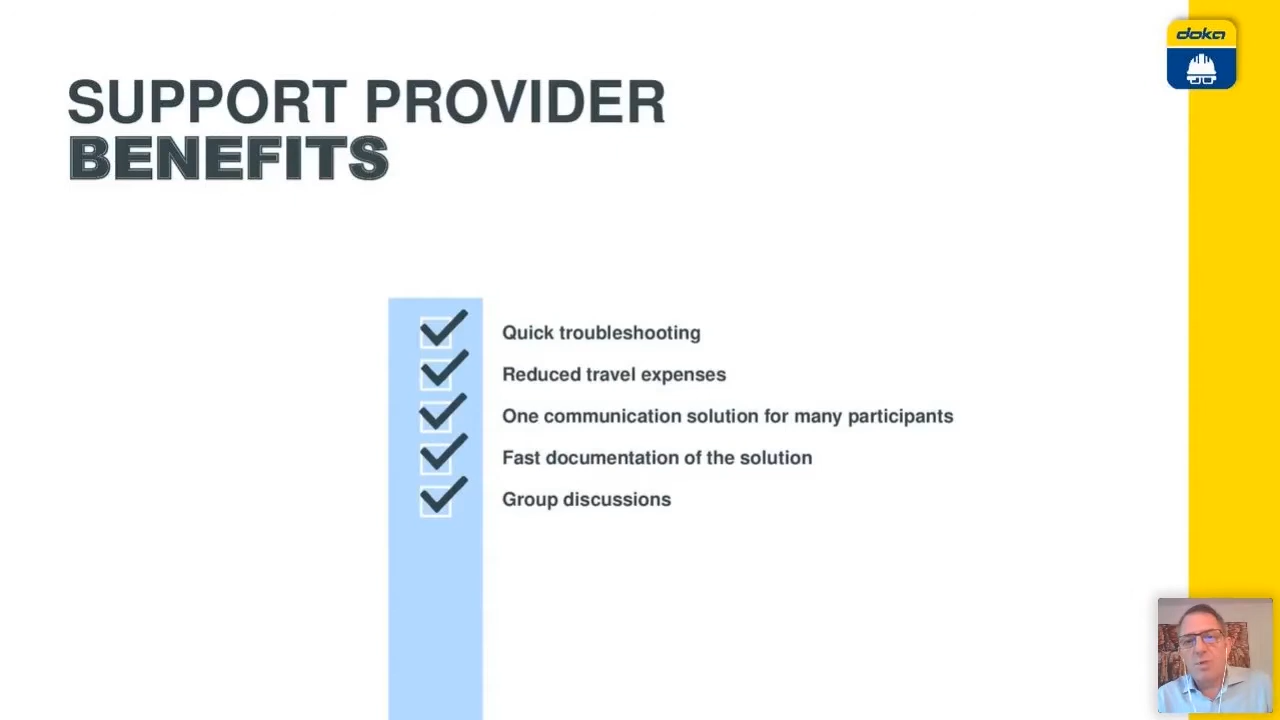 doka
SUPPORT PROVIDER
BENEFITS
Quick troubleshooting
Reduced travel expenses
One communication solution for many participants
Fast documentation of the solution
Group discussions